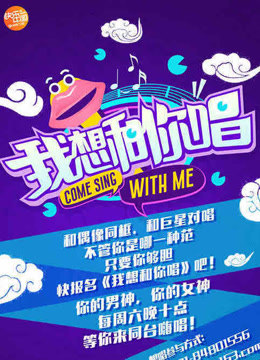 我想和你唱
COME SING
WITH ME
和偶像同框,和巨星对唱
不管你是哪一种范
只要你够胆
快报名《我想和你唱》吧!
你的男神,你的女神
每周六晚十点
等你来同台嗨唱!